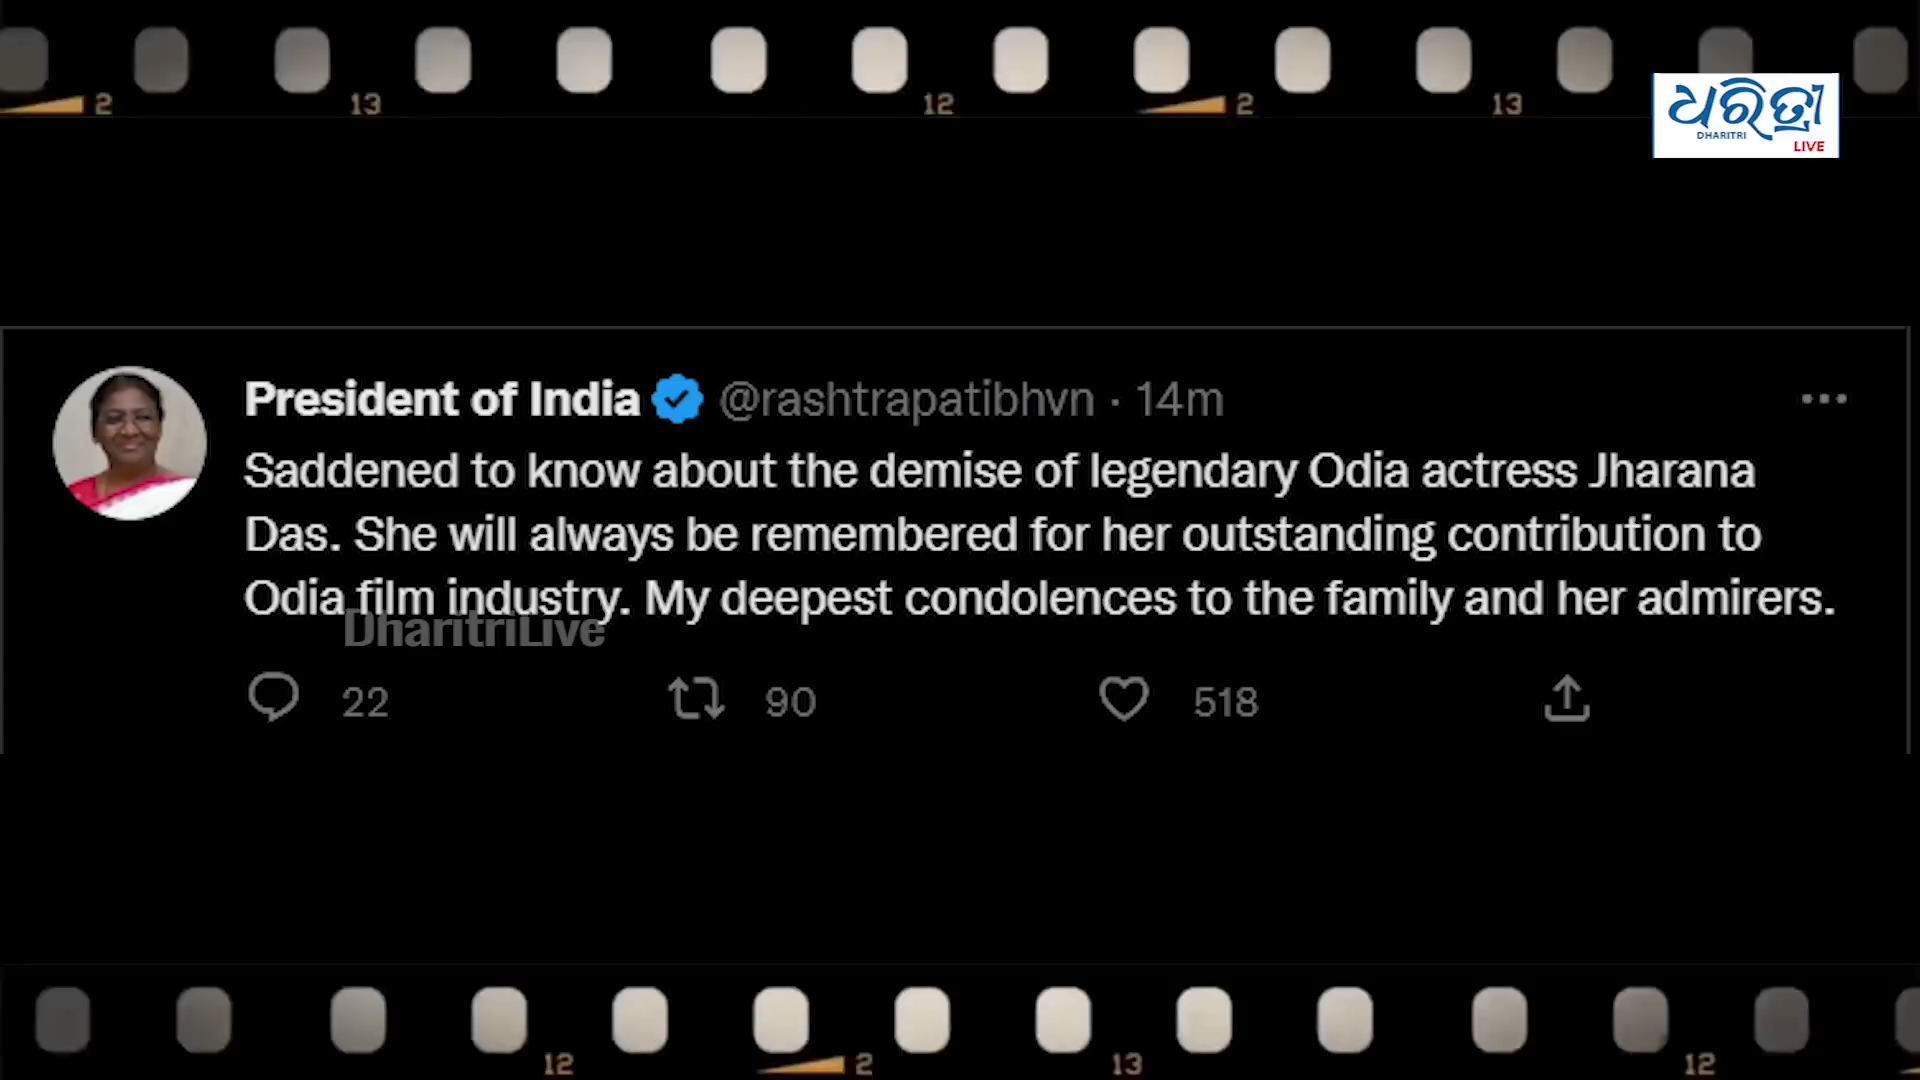 2 13 12 2 13
ଧରିତ୍ରୀ
DHARITRI
LIVE
President of India @rashtrapatibhvn · 14m
Saddened to know about the demise of legendary Odia actress Jharana
Das. She will always be remembered for her outstanding contribution to
Odia film industry. My deepest condolences to the family and her admirers.
DharitriLive
22 90 518
12 2 13 12